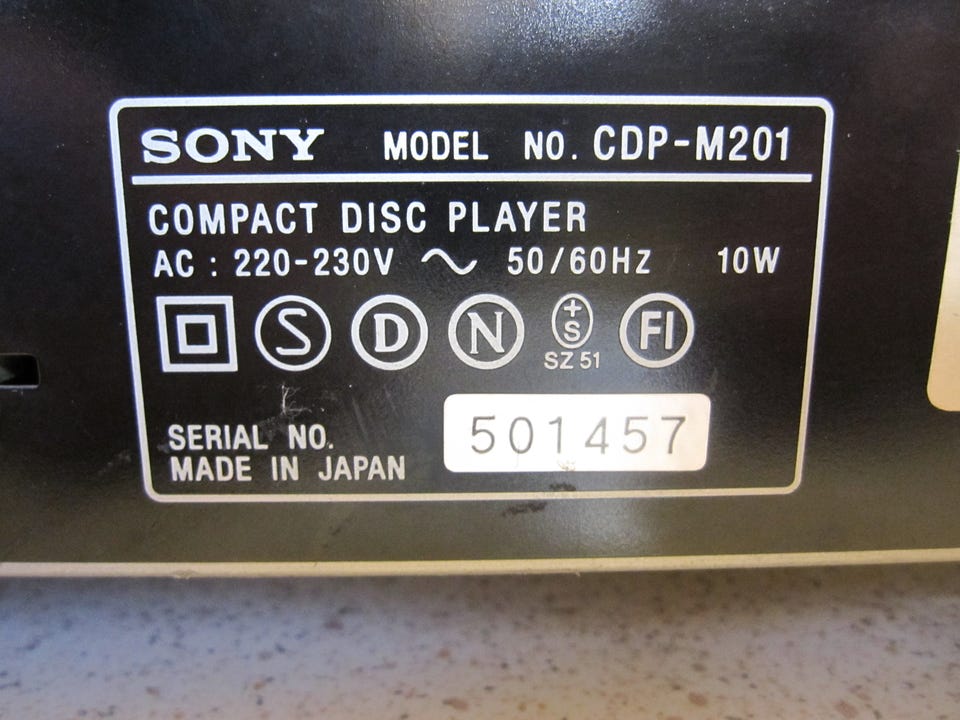 SONY MODEL NO. CDP-M201
COMPACT DISC PLAYER
AC : 220-230V ~ 50/60Hz 10W
S D N +S FI
SZ 51
SERIAL NO. 501457
MADE IN JAPAN